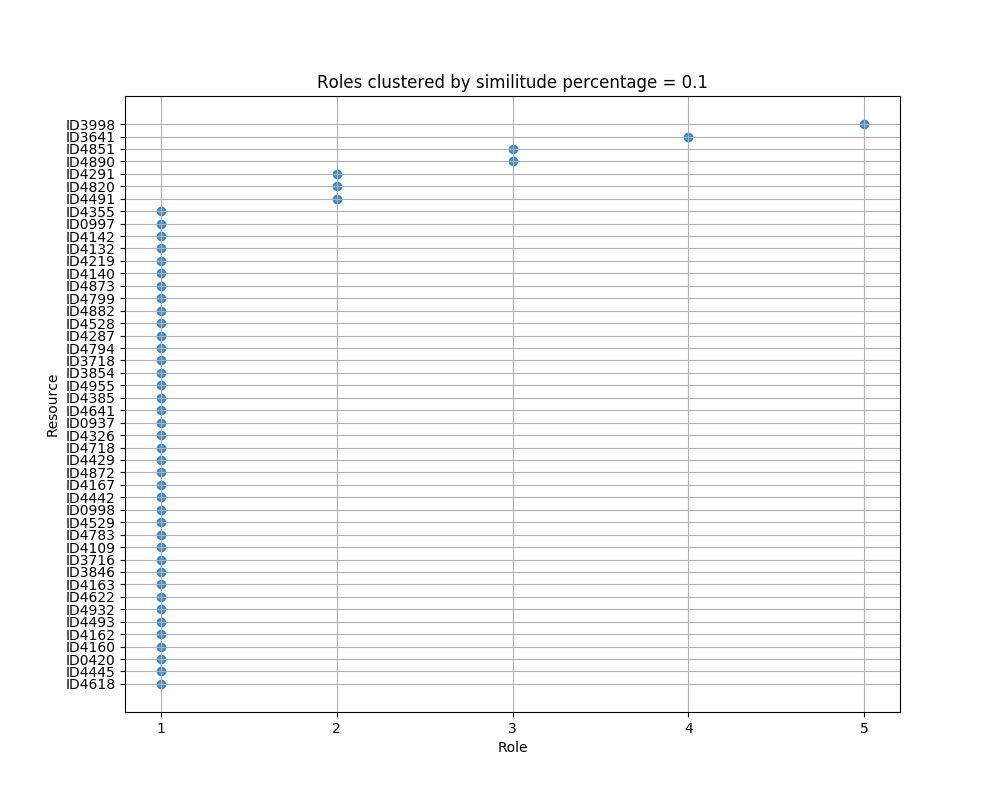 Roles clustered by similitude percentage = 0.1
ID3998
ID3641
ID4851
ID4890
ID4291
ID4820
ID4491
ID4355
ID0997
ID4142
ID4132
ID4219
ID4140
ID4873
ID4799
ID4882
ID4528
ID4287
ID4794
ID3718
ID3854
ID4955
ID4385
ID4641
ID0937
ID4326
ID4718
ID4429
ID4872
ID4167
ID4442
ID0998
ID4529
ID4783
ID4109
ID3716
ID3846
ID4163
ID4622
ID4932
ID4493
ID4162
ID4160
ID0420
ID4445
ID4618
Resource
1 2 3 4 5
Role